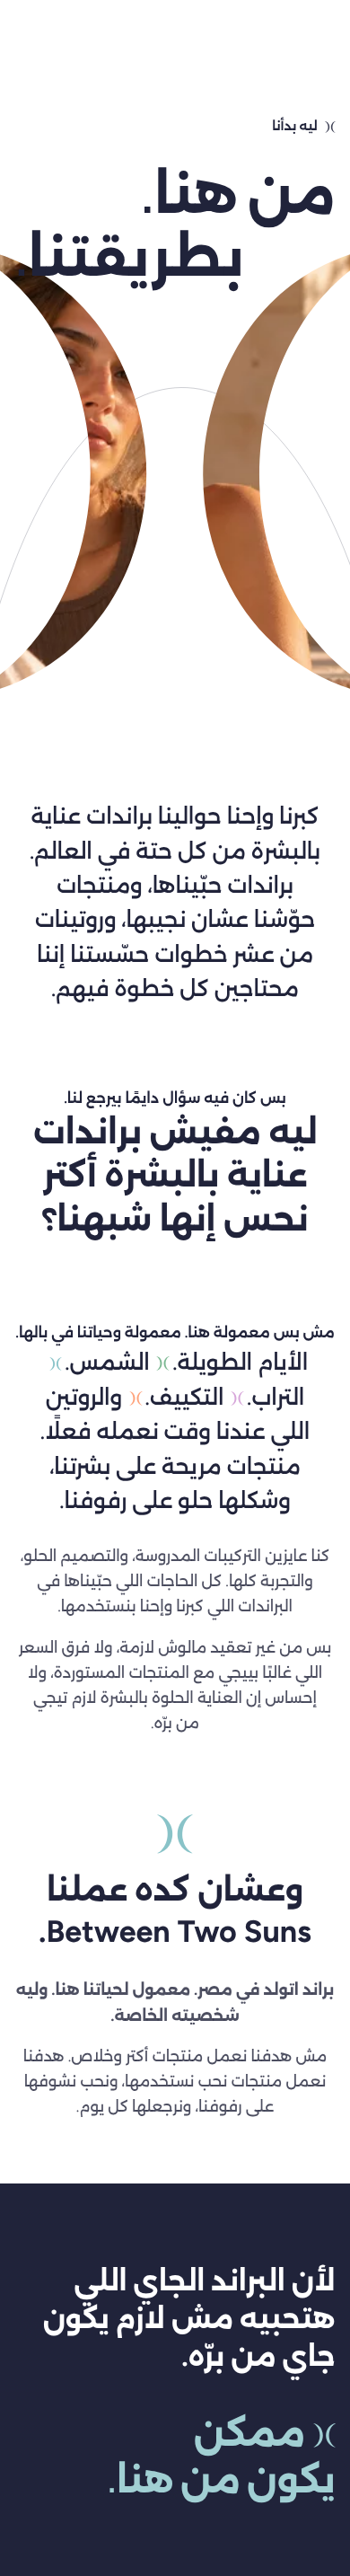 ليه بدأنا
من هنا.
بطريقتنا.
كبرنا وإحنا حوالينا براندات عناية
بالبشرة من كل حتة في العالم.
براندات حبّيناها، ومنتجات
حوّشنا عشان نجيبها، وروتينات
من عشر خطوات حسّستنا إننا
محتاجين كل خطوة فيهم.
بس كان فيه سؤال دايمًا بيرجع لنا.
ليه مفيش براندات
عناية بالبشرة أكتر
نحس إنها شبهنا؟
مش بس معمولة هنا. معمولة وحياتنا في بالها.
الأيام الطويلة. الشمس.
التراب. التكييف. والروتين
اللي عندنا وقت نعمله فعلًا.
منتجات مريحة على بشرتنا،
وشكلها حلو على رفوفنا.
كنا عايزين التركيبات المدروسة، والتصميم الحلو،
والتجربة كلها. كل الحاجات اللي حبّيناها في
البراندات اللي كبرنا وإحنا بنستخدمها.
بس من غير تعقيد مالوش لازمة، ولا فرق السعر
اللي غالبًا بييجي مع المنتجات المستوردة، ولا
إحساس إن العناية الحلوة بالبشرة لازم تيجي
من برّه.
وعشان كده عملنا
Between Two Suns.
براند اتولد في مصر. معمول لحياتنا هنا. وليه
شخصيته الخاصة.
مش هدفنا نعمل منتجات أكتر وخلاص. هدفنا
نعمل منتجات نحب نستخدمها، ونحب نشوفها
على رفوفنا، ونرجعلها كل يوم.
لأن البراند الجاي اللي
هتحبيه مش لازم يكون
جاي من برّه.
ممكن
يكون من هنا.